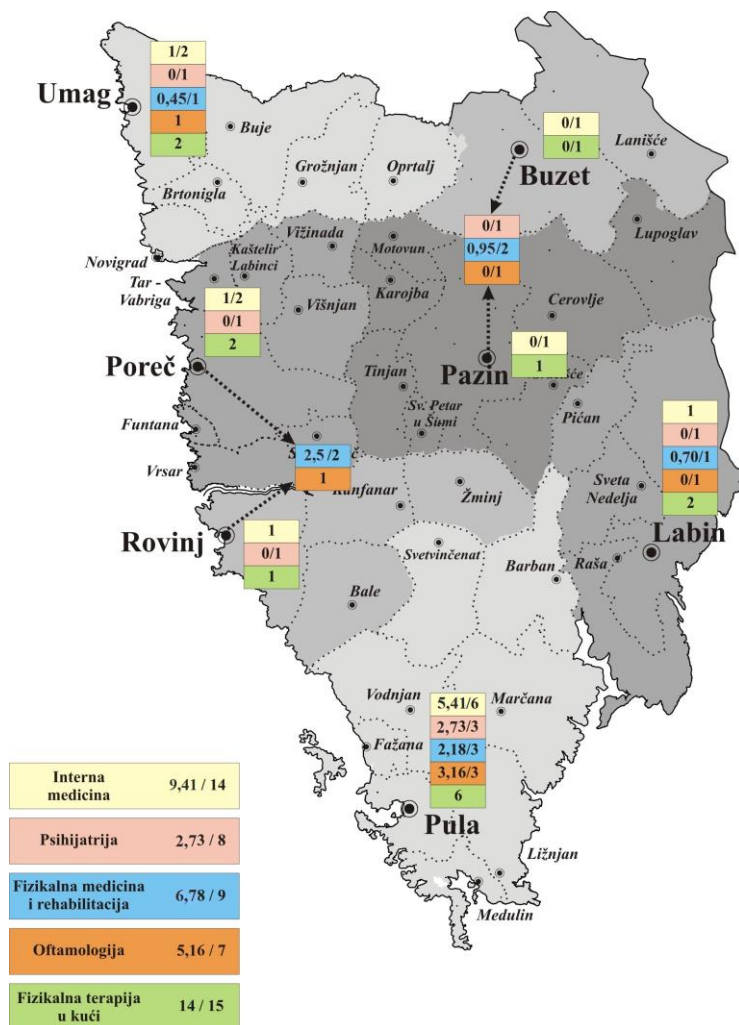 1/2
0/1
0,45/1
1
2
Umag
Buje
Brtonigla
Grožnjan
Oprtalj
0/1
0/1
Buzet
Lanišće
0/1
0,95/2
0/1
Lupoglav
Novigrad
Tar -
Vabriga
Kaštelir
Labinci
Vižinada
Motovun
Karojba
Cerovlje
1/2
0/1
2
Višnjan
Poreč
0/1
1
Pazin
Tinjan
Sv. Petar
u Šumi
Pićan
Funtana
Vrsar
2,5/2
1
Žminj
1
0/1
0,70/1
0/1
2
Sveta
Nedelja
Labin
Raša
Rovinj
1
0/1
1
Svetvinčenat
Barban
Bale
Vodnjan
Fažana
5,41/6
2,73/3
2,18/3
3,16/3
6
Marčana
Pula
Ližnjan
Medulin
Interna
medicina 9,41 / 14
Psihijatrija 2,73 / 8
Fizikalna medicina
i rehabilitacija 6,78 / 9
Oftamologija 5,16 / 7
Fizikalna terapija
u kući 14 / 15